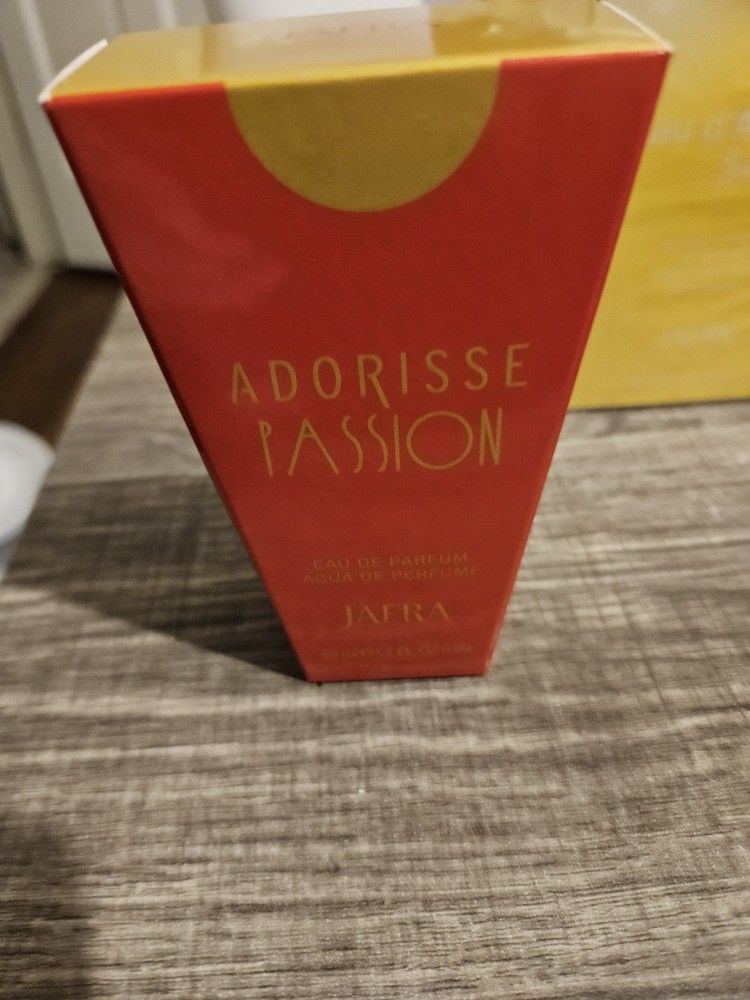 ADORISSE
PASSION
EAU DE PARFUM
AGUA DE PERFUME
JAFRA